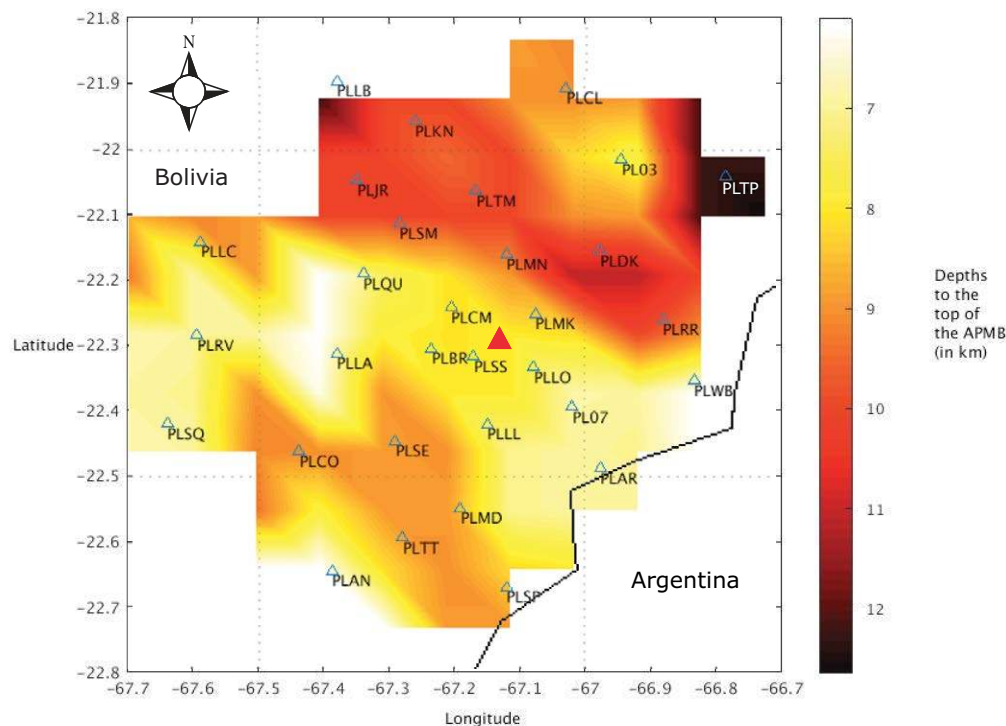 -21.8
-21.9
-22
-22.1
-22.2
-22.3
-22.4
-22.5
-22.6
-22.7
-22.8
Latitude
N
Bolivia
Argentina
PLLB
PLCL
PLKN
PL03
PLTP
PLJR
PLTM
PLSM
PLLC
PLMN
PLDK
PLQU
PLCM
PLMK
PLRR
PLRV
PLLA
PLBR
PLSS
PLLO
PLWB
PLSQ
PLCO
PLSE
PLLL
PL07
PLAR
PLMD
PLTT
PLAN
PLSP
-67.7
-67.6
-67.5
-67.4
-67.3
-67.2
-67.1
-67
-66.9
-66.8
-66.7
Longitude
7
8
9
10
11
12
Depths
to the
top of
the APMB
(in km)